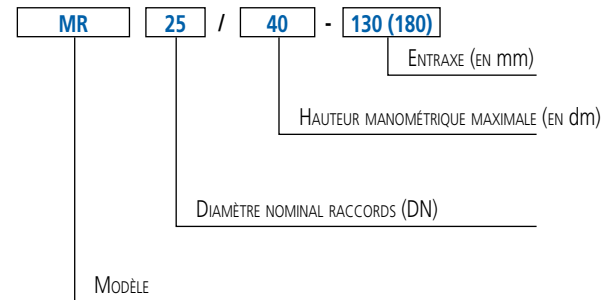 MR 25 / 40 - 130 (180)
Entraxe (en mm)
Hauteur manométrique maximale (en dm)
Diamètre nominal raccords (DN)
Modèle